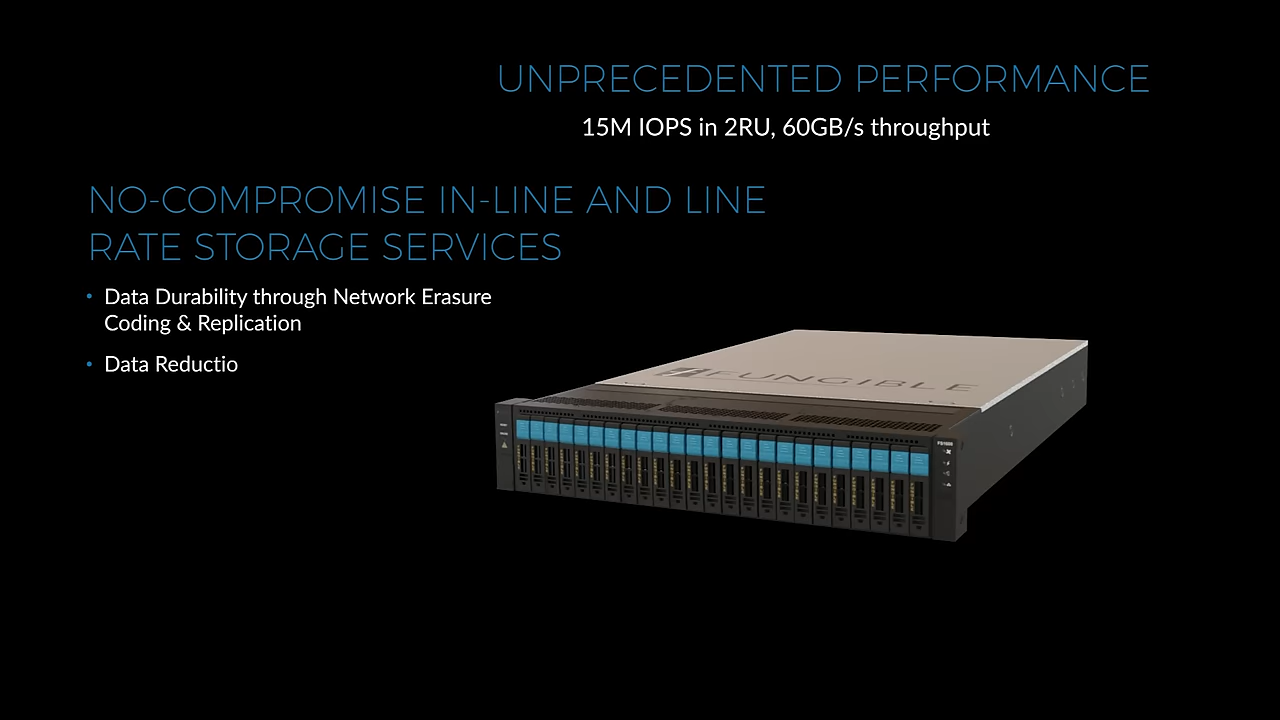 UNPRECEDENTED PERFORMANCE
15M IOPS in 2RU, 60GB/s throughput
NO-COMPROMISE IN-LINE AND LINE
RATE STORAGE SERVICES
• Data Durability through Network Erasure
Coding & Replication
• Data Reductio
FUNGIBLE
FS1600